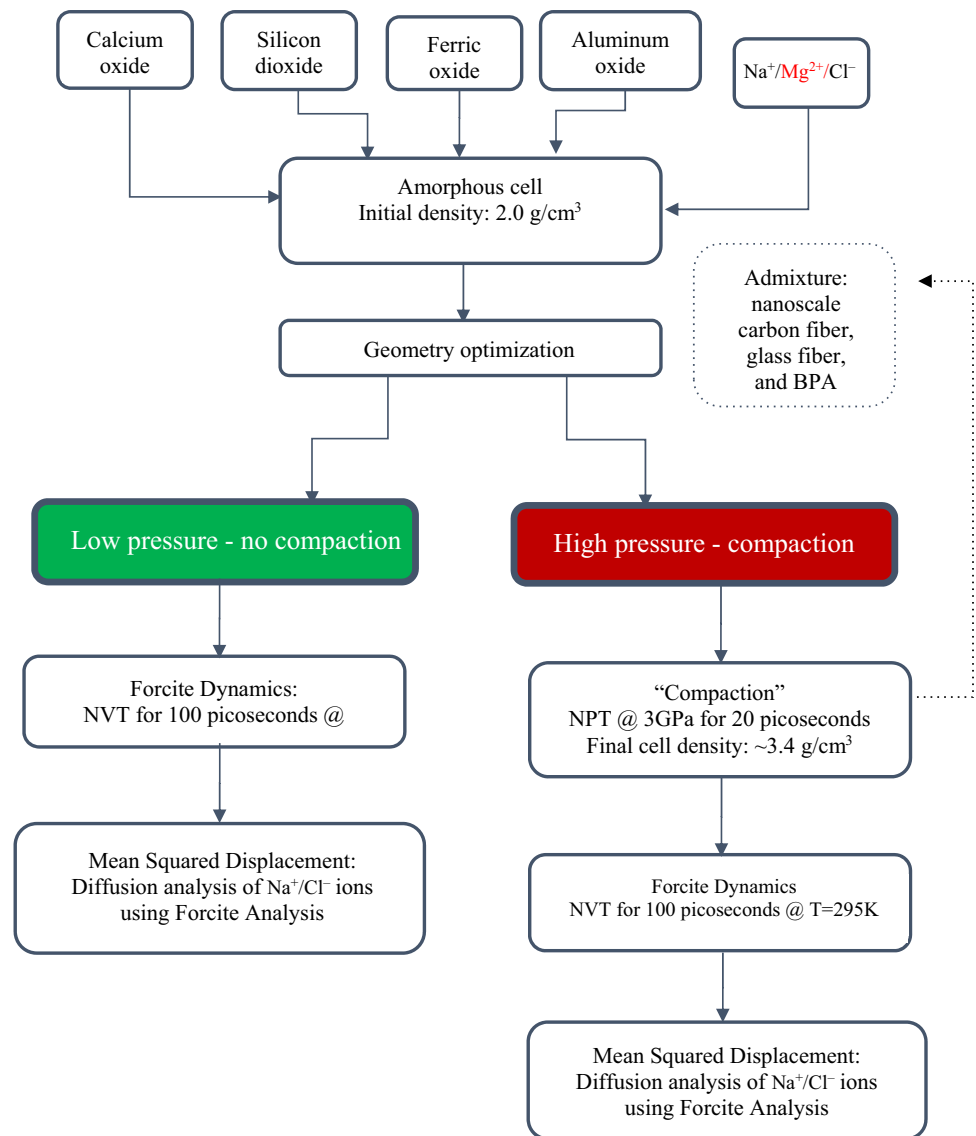 Calcium
oxide
Silicon
dioxide
Ferric
oxide
Aluminum
oxide
Na⁺/Mg²⁺/Cl⁻
Amorphous cell
Initial density: 2.0 g/cm³
Admixture:
nanoscale
carbon fiber,
glass fiber,
and BPA
Geometry optimization
Low pressure - no compaction
High pressure - compaction
Forcite Dynamics:
NVT for 100 picoseconds @
“Compaction”
NPT @ 3GPa for 20 picoseconds
Final cell density: ~3.4 g/cm³
Mean Squared Displacement:
Diffusion analysis of Na⁺/Cl⁻ ions
using Forcite Analysis
Forcite Dynamics
NVT for 100 picoseconds @ T=295K
Mean Squared Displacement:
Diffusion analysis of Na⁺/Cl⁻ ions
using Forcite Analysis